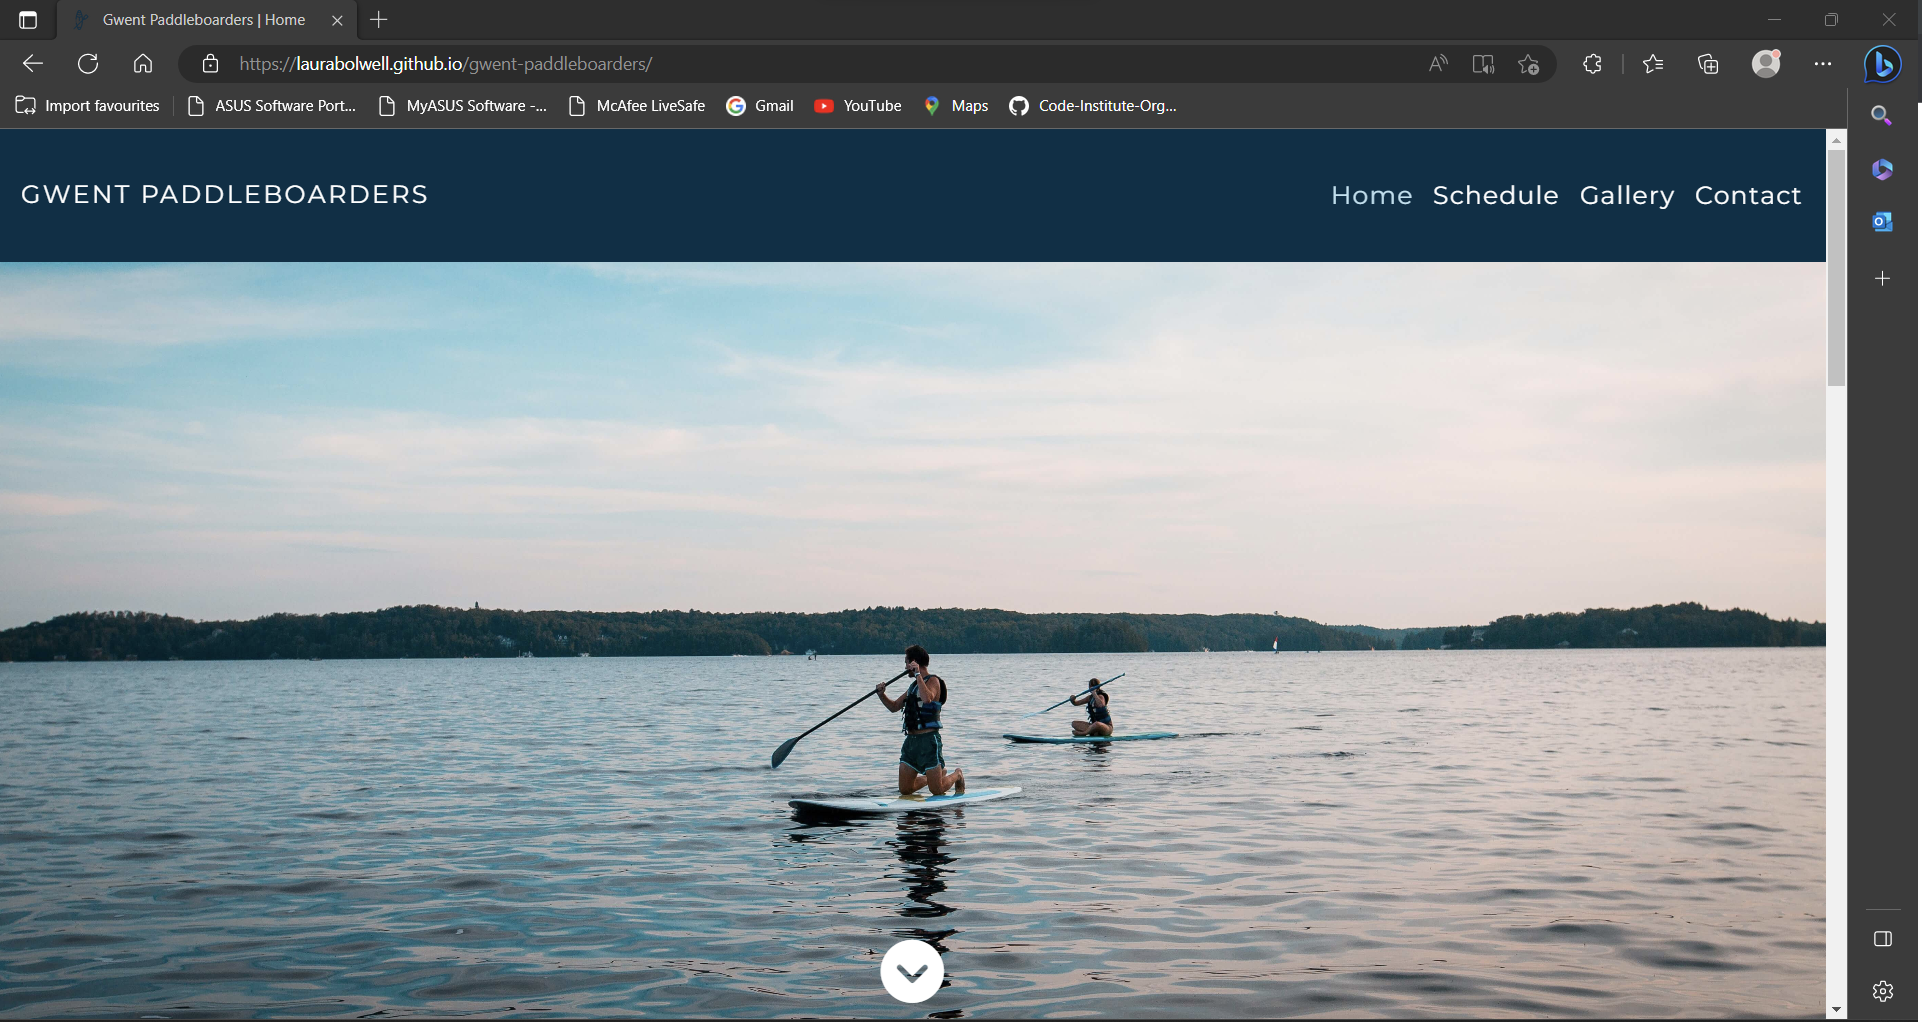 Gwent Paddleboarders | Home
https://laurabolwell.github.io/gwent-paddleboarders/
Import favourites ASUS Software Port... MyASUS Software -... McAfee LiveSafe Gmail YouTube Maps Code-Institute-Org...
GWENT PADDLEBOARDERS Home Schedule Gallery Contact